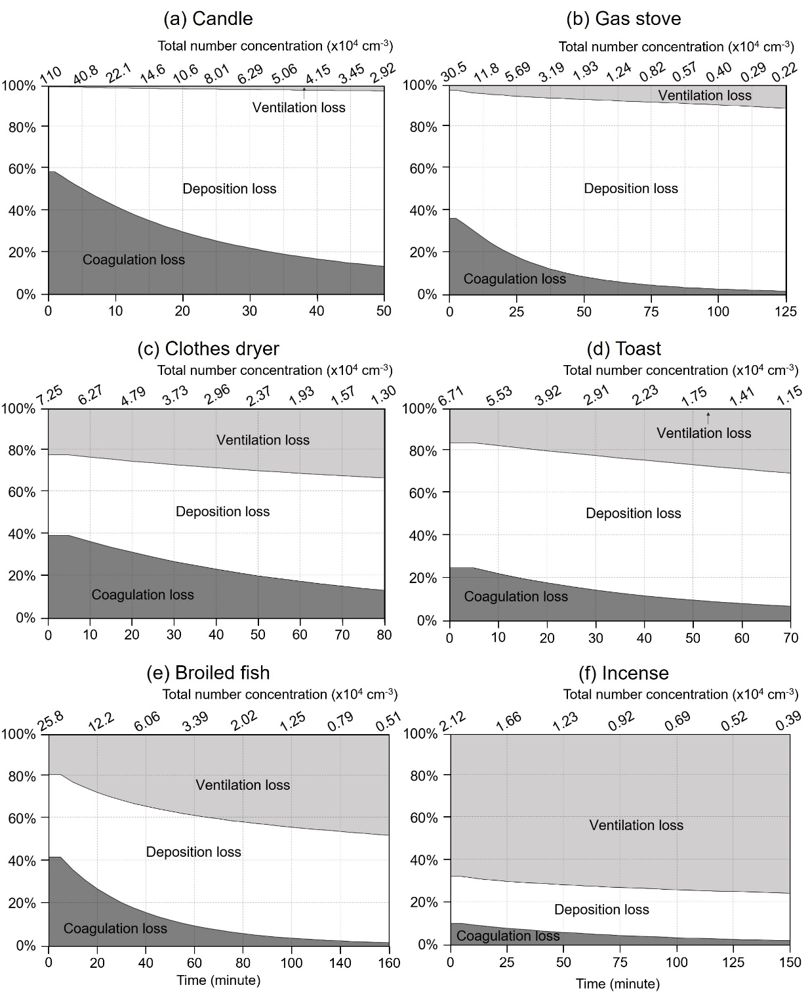 (a) Candle
Total number concentration (x10⁴ cm⁻³)
110 40.8 22.1 14.6 10.6 8.01 6.29 5.06 4.15 3.45 2.92
100%
Ventilation loss
80%
60%
Deposition loss
40%
20%
Coagulation loss
0%
0 10 20 30 40 50
(b) Gas stove
Total number concentration (x10⁴ cm⁻³)
30.5 11.8 5.69 3.19 1.93 1.24 0.82 0.57 0.40 0.29 0.22
100%
Ventilation loss
80%
60%
Deposition loss
40%
20%
Coagulation loss
0%
0 25 50 75 100 125
(c) Clothes dryer
Total number concentration (x10⁴ cm⁻³)
7.25 6.27 4.79 3.73 2.96 2.37 1.93 1.57 1.30
100%
Ventilation loss
80%
60%
Deposition loss
40%
20%
Coagulation loss
0%
0 10 20 30 40 50 60 70 80
(d) Toast
Total number concentration (x10⁴ cm⁻³)
6.71 5.53 3.92 2.91 2.23 1.75 1.41 1.15
100%
Ventilation loss
80%
60%
Deposition loss
40%
20%
Coagulation loss
0%
0 10 20 30 40 50 60 70
(e) Broiled fish
Total number concentration (x10⁴ cm⁻³)
25.8 12.2 6.06 3.39 2.02 1.25 0.79 0.51
100%
80%
Ventilation loss
60%
Deposition loss
40%
20%
Coagulation loss
0%
0 20 40 60 80 100 140 160
Time (minute)
(f) Incense
Total number concentration (x10⁴ cm⁻³)
2.12 1.66 1.23 0.92 0.69 0.52 0.39
100%
80%
60%
Ventilation loss
40%
20%
Deposition loss
Coagulation loss
0%
0 25 50 75 100 125 150
Time (minute)